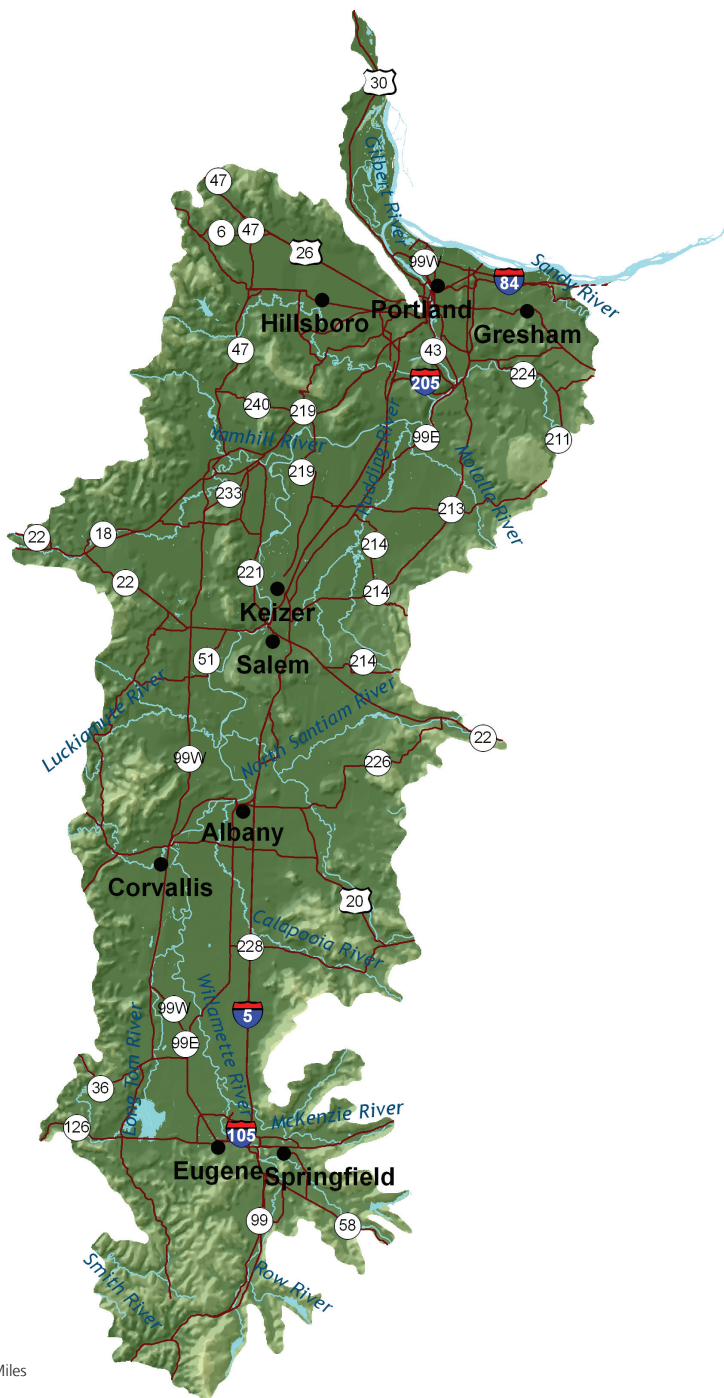 30
Gilbert River
47
6
47
26
99W
84
Sandy River
Portland
Hillsboro
Gresham
47
43
205
224
240
219
Yamhill River
Pudding River
99E
211
219
Molalla River
233
213
22
18
214
22
221
214
Keizer
Salem
51
214
Luckiamute River
North Santiam River
22
99W
226
Albany
Corvallis
20
Calapooia River
228
99W
Willamette River
5
Long Tom River
99E
36
126
McKenzie River
105
Eugene
Springfield
99
58
Smith River
Row River
Miles